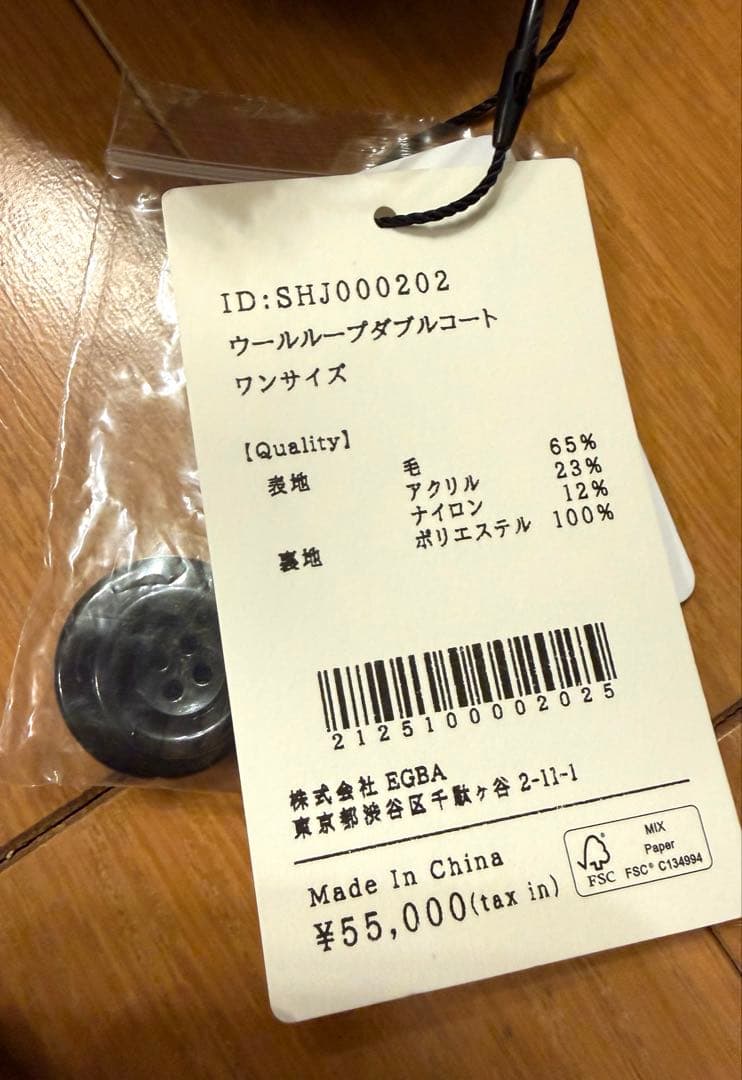 ID:SHJ000202
ウールループダブルコート
ワンサイズ
【Quality】
表地 毛 65%
アクリル 23%
ナイロン 12%
裏地 ポリエステル 100%
2125100002025
株式会社 EGBA
東京都渋谷区千駄ヶ谷 2-11-1
Made In China
¥55,000(tax in)
FSC
MIX
Paper
FSC® C134994